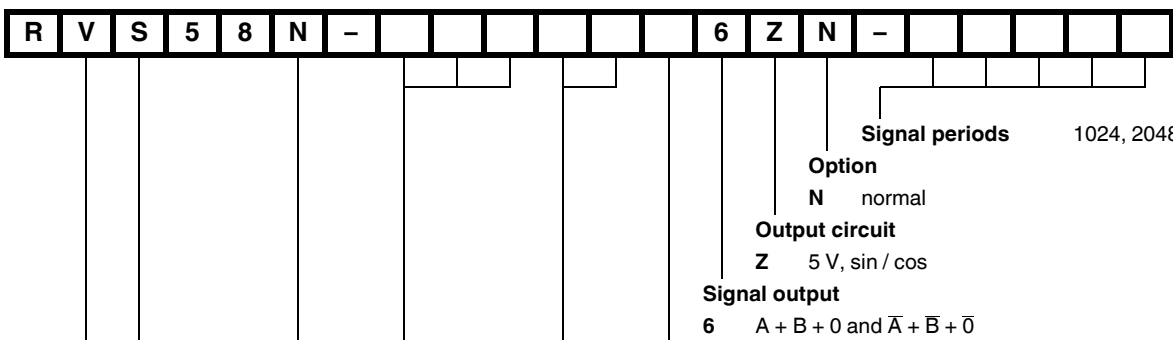 R V S 5 8 N – 6 Z N –
Signal periods 1024, 2048
Option
N normal
Output circuit
Z 5 V, sin / cos
Signal output
6 A + B + 0 and A̅ + B̅ + 0̅